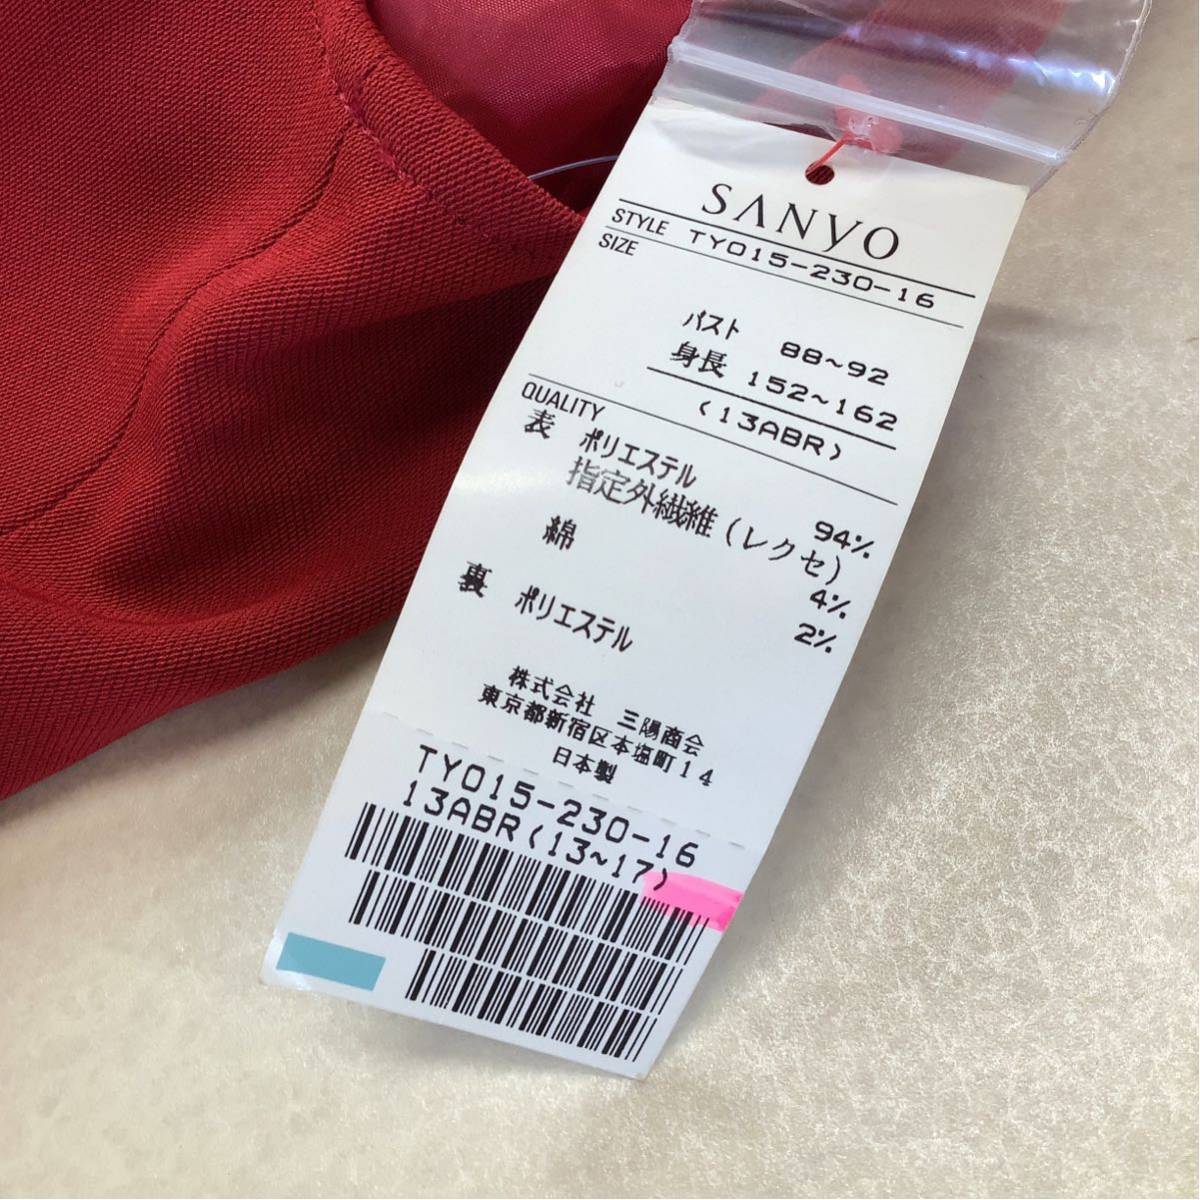 SANYO
STYLE TY015-230-16
SIZE
バスト 88~92
身長 152~162
(13ABR)
QUALITY
表 ポリエステル 94%
指定外繊維(レクセ) 4%
綿 2%
裏 ポリエステル
株式会社 三陽商会
東京都新宿区本塩町14
日本製
TY015-230-16
13ABR(13~17)